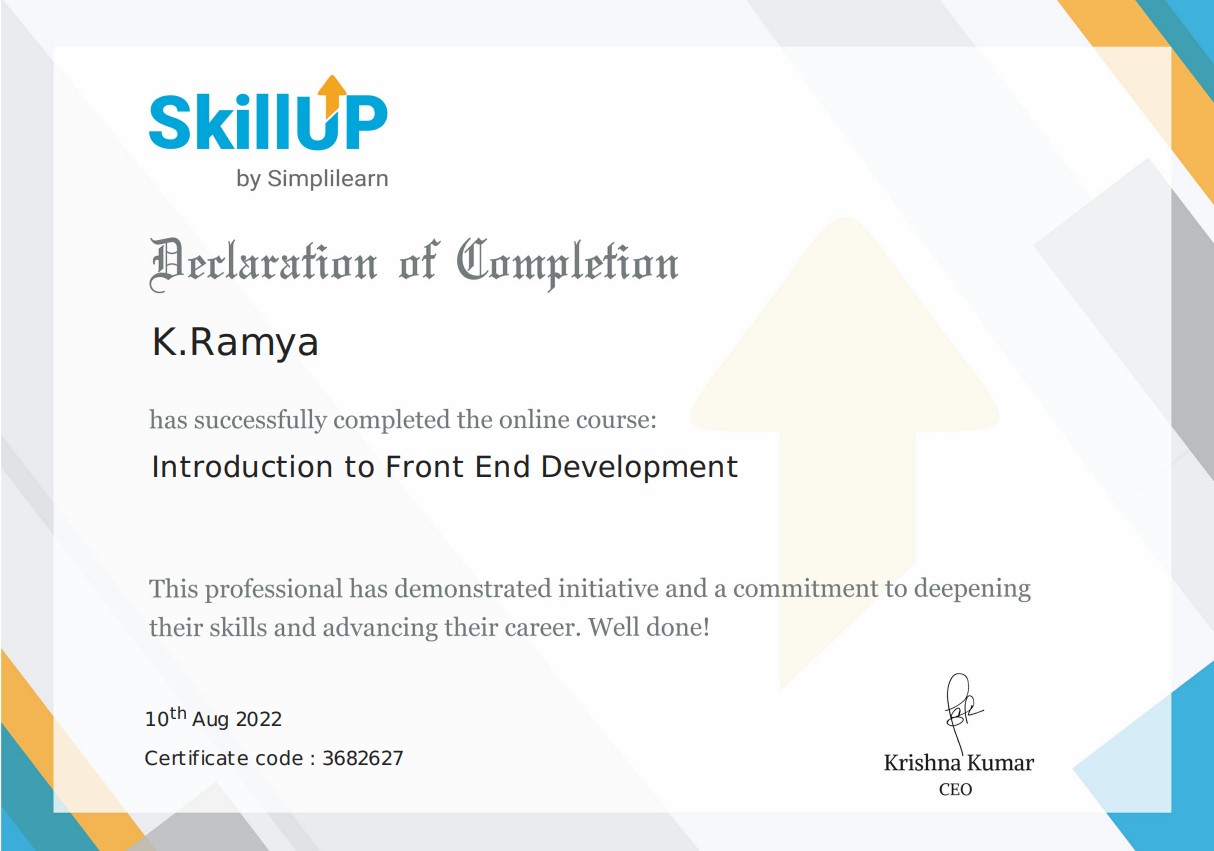 SkillUP
by Simplilearn
Declaration of Completion
K.Ramya
has successfully completed the online course:
Introduction to Front End Development
This professional has demonstrated initiative and a commitment to deepening
their skills and advancing their career. Well done!
10th Aug 2022
Certificate code : 3682627
Krishna Kumar
CEO